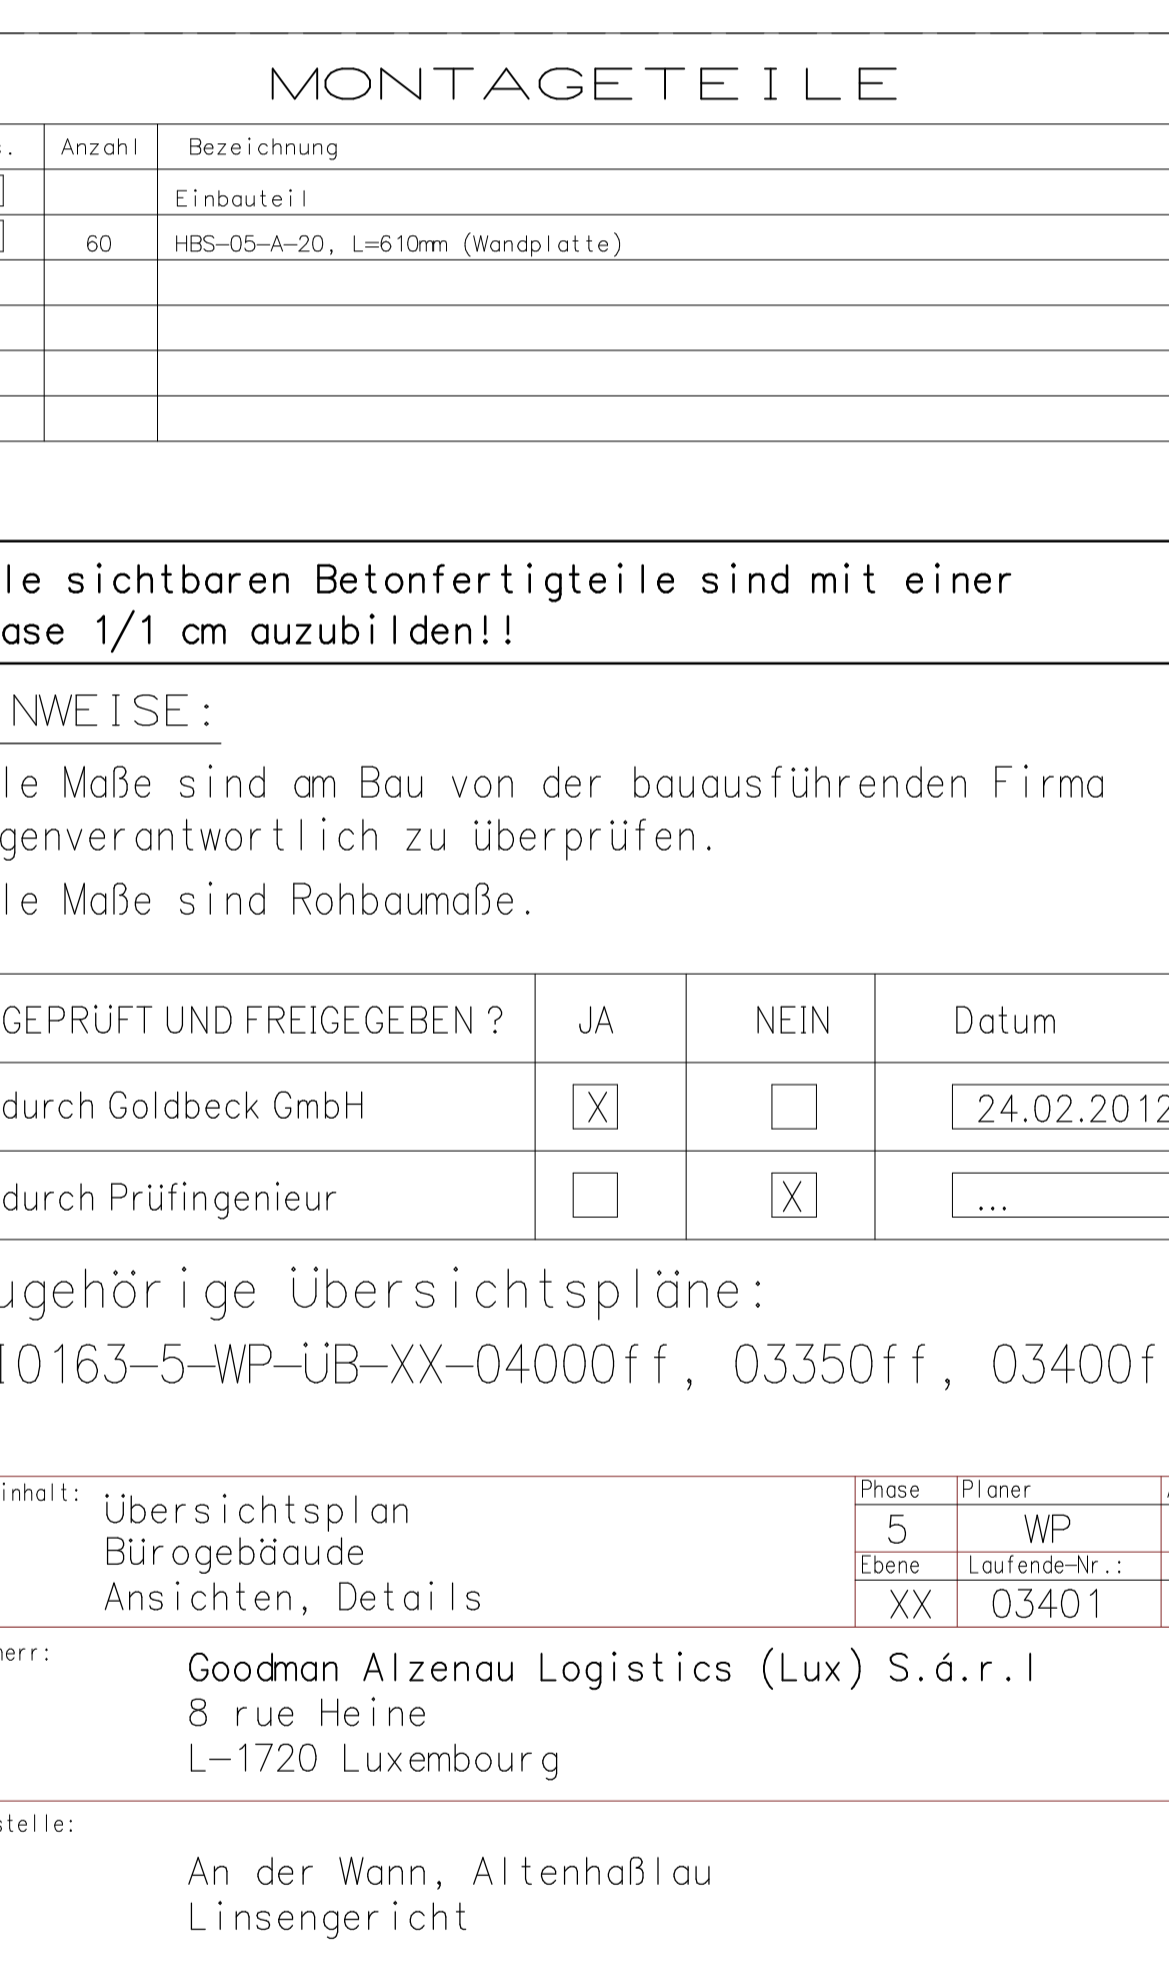 MONTAGETEILE
s. Anzahl Bezeichnung
Einbauteil
60 HBS-05-A-20, L=610mm (Wandplatte)
le sichtbaren Betonfertigteile sind mit einer
ase 1/1 cm auzubilden!!
NWEISE:
le Maße sind am Bau von der bauausführenden Firma
genverantwortlich zu überprüfen.
le Maße sind Rohbaumaße.
GEPRÜFT UND FREIGEGEBEN ? JA NEIN Datum
durch Goldbeck GmbH X 24.02.2012
durch Prüfingenieur X ...
ugehörige Übersichtspläne:
I0163-5-WP-ÜB-XX-04000ff, 03350ff, 03400f
inhalt: Übersichtsplan
Bürogebäaude
Ansichten, Details
Phase Planer
5 WP
Ebene Laufende-Nr.:
XX 03401
herr: Goodman Alzenau Logistics (Lux) S.á.r.l
8 rue Heine
L-1720 Luxembourg
stelle:
An der Wann, Altenhaßlau
Linsengericht